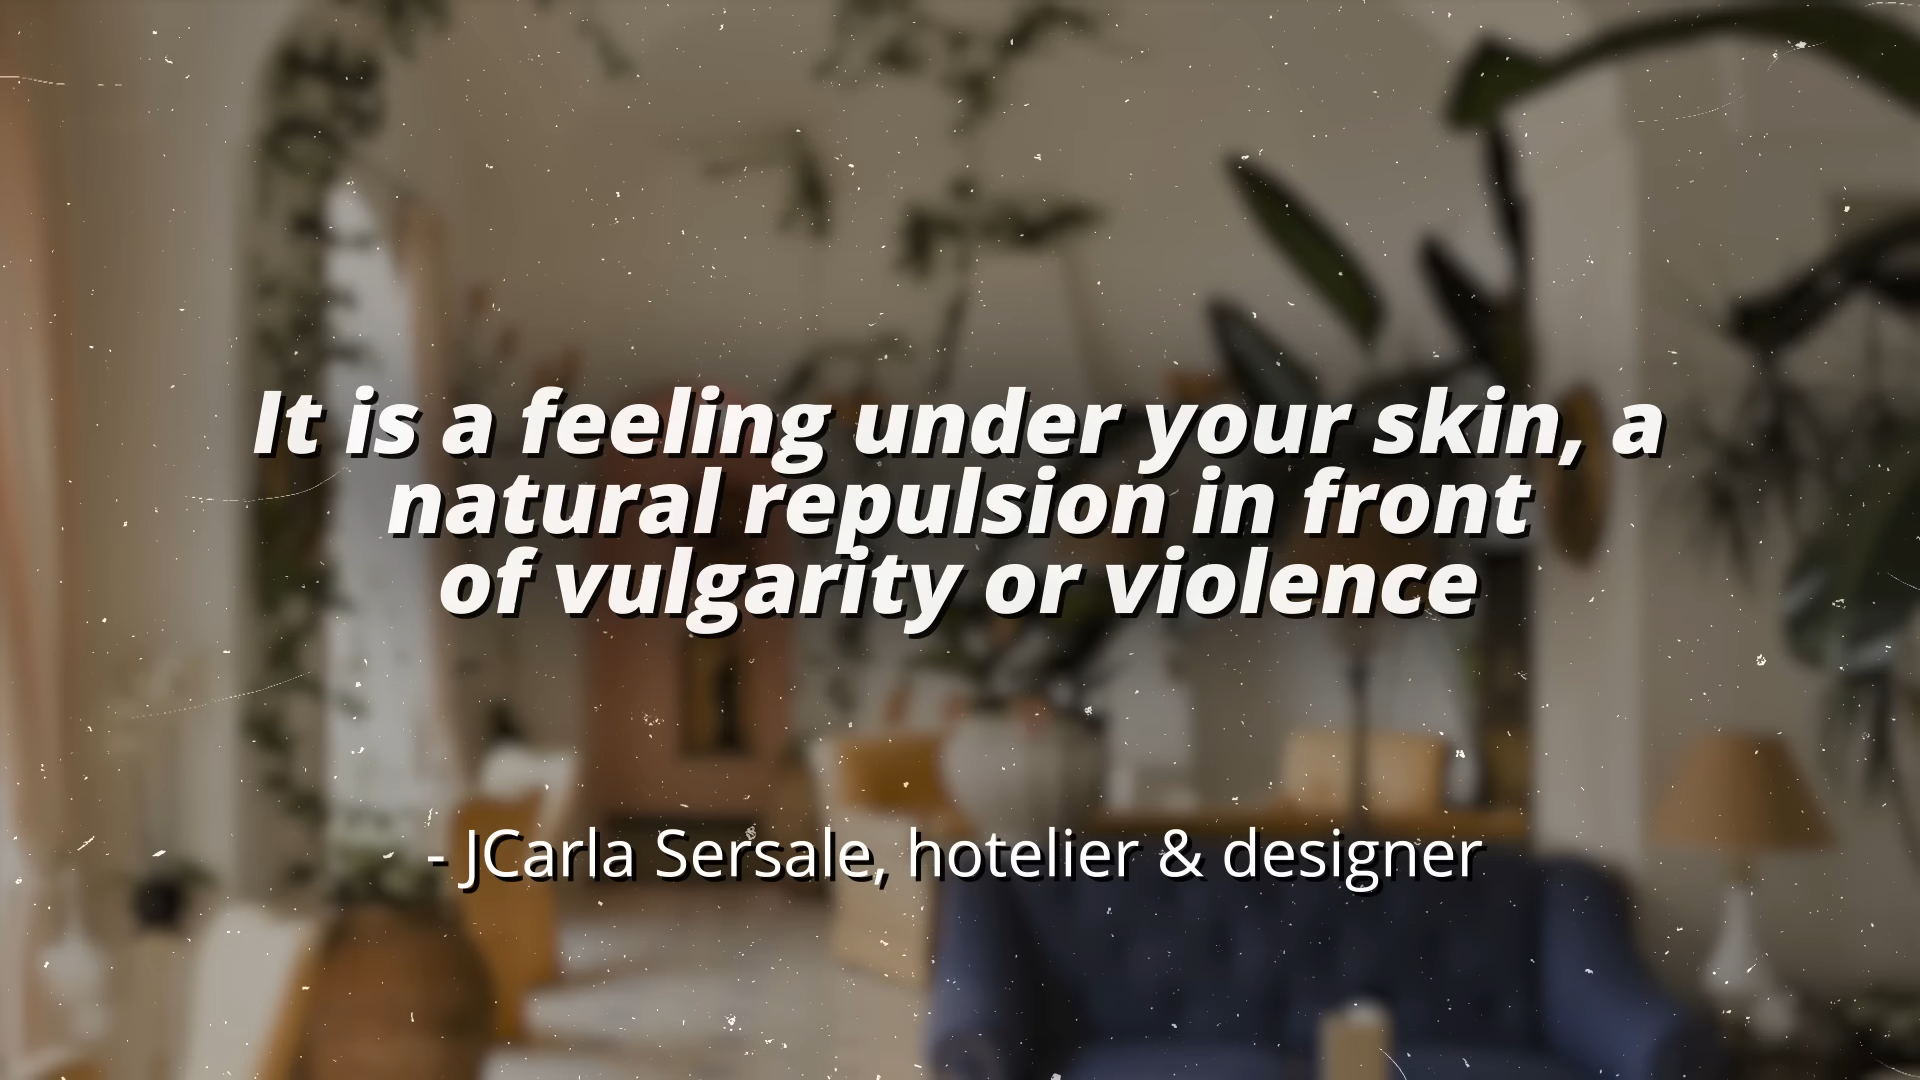 It is a feeling under your skin, a
natural repulsion in front
of vulgarity or violence
- JCarla Sersale, hotelier & designer